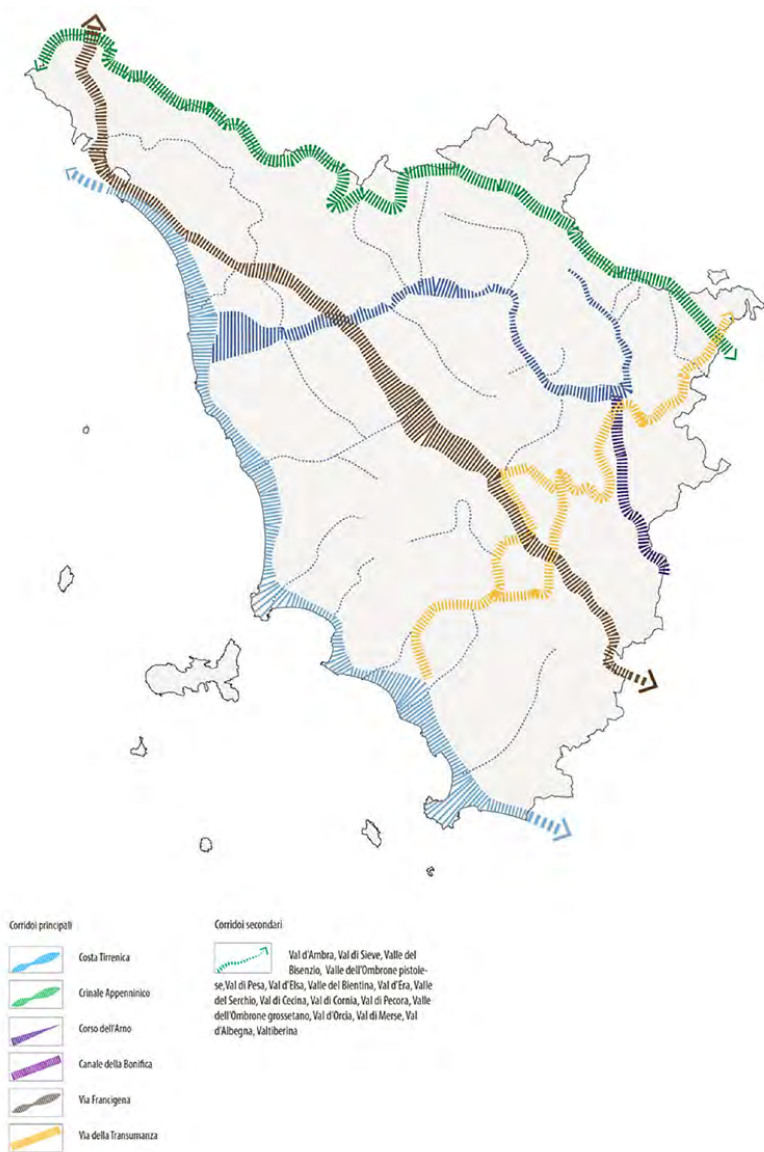 Corridoi principali
Costa Tirrenica
Crinale Appenninico
Corso dell'Arno
Canale della Bonifica
Via Francigena
Via della Transumanza
Corridoi secondari
Val d'Ambra, Val di Sieve, Valle del
Bisenzio, Valle dell'Ombrone pistole-
se,Val di Pesa, Val d'Elsa, Valle del Bientina, Val d'Era, Valle
del Serchio, Val di Cecina, Val di Cornia, Val di Pecora, Valle
dell'Ombrone grossetano, Val d'Orcia, Val di Merse, Val
d'Albegna, Valtiberina